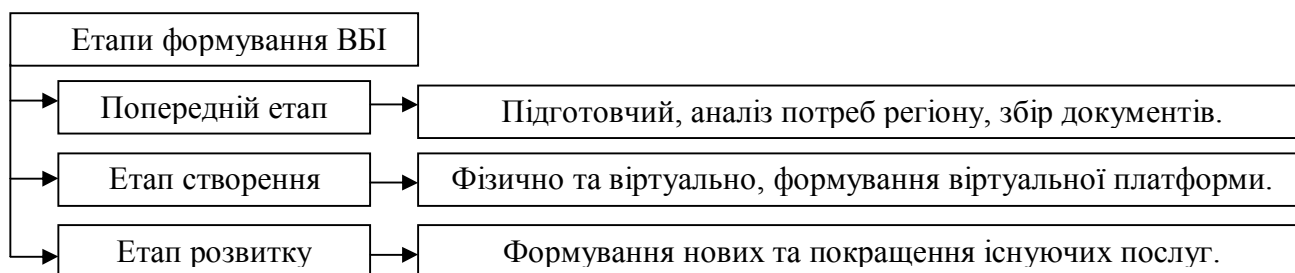 Етапи формування ВБІ
Попередній етап
Підготовчий, аналіз потреб регіону, збір документів.
Етап створення
Фізично та віртуально, формування віртуальної платформи.
Етап розвитку
Формування нових та покращення існуючих послуг.